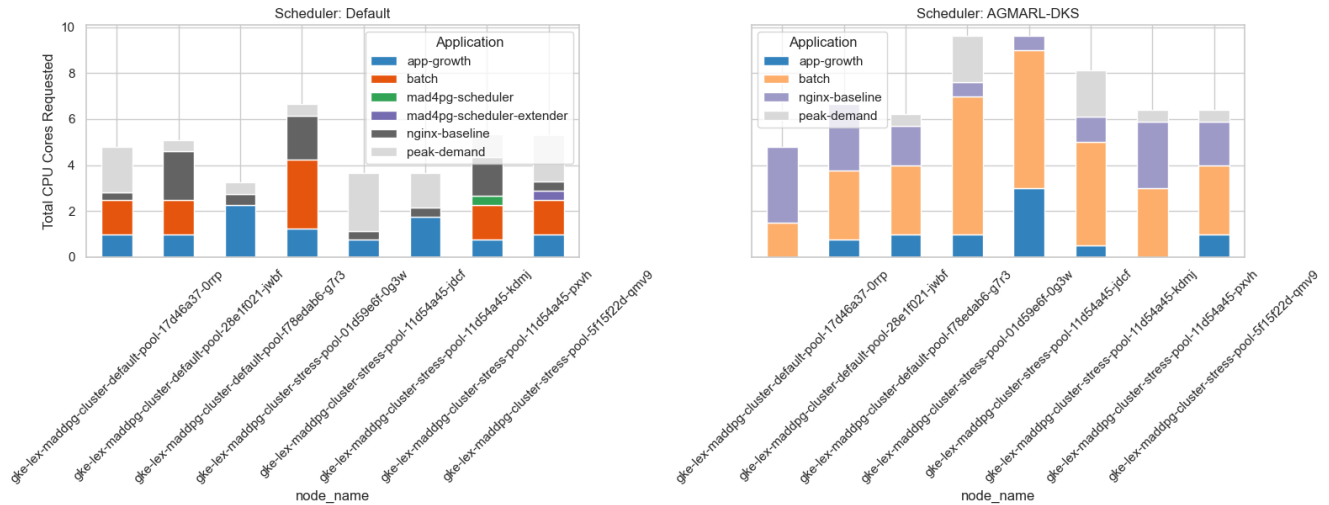 Scheduler: Default
Total CPU Cores Requested
10
8
6
4
2
0
Application
app-growth
batch
mad4pg-scheduler
mad4pg-scheduler-extender
nginx-baseline
peak-demand
gke-lex-maddpg-cluster-default-pool-17d46a37-0rrp
gke-lex-maddpg-cluster-default-pool-28e1f021-jwbf
gke-lex-maddpg-cluster-default-pool-f78edab6-g7r3
gke-lex-maddpg-cluster-stress-pool-01d59e6f-0g3w
gke-lex-maddpg-cluster-stress-pool-11d54a45-jdcf
gke-lex-maddpg-cluster-stress-pool-11d54a45-kdmj
gke-lex-maddpg-cluster-stress-pool-11d54a45-pxvh
gke-lex-maddpg-cluster-stress-pool-5f15f22d-qmv9
node_name
Scheduler: AGMARL-DKS
Application
app-growth
batch
nginx-baseline
peak-demand
gke-lex-maddpg-cluster-default-pool-17d46a37-0rrp
gke-lex-maddpg-cluster-default-pool-28e1f021-jwbf
gke-lex-maddpg-cluster-default-pool-f78edab6-g7r3
gke-lex-maddpg-cluster-stress-pool-01d59e6f-0g3w
gke-lex-maddpg-cluster-stress-pool-11d54a45-jdcf
gke-lex-maddpg-cluster-stress-pool-11d54a45-kdmj
gke-lex-maddpg-cluster-stress-pool-11d54a45-pxvh
gke-lex-maddpg-cluster-stress-pool-5f15f22d-qmv9
node_name